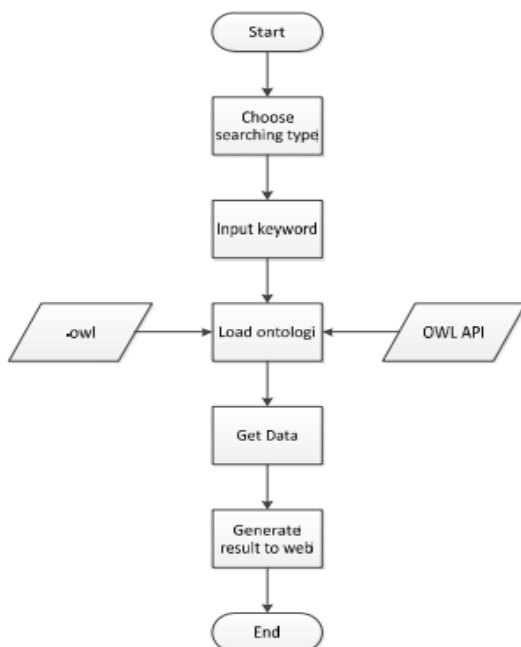 Start
Choose
searching type
Input keyword
.owl
Load ontologi
OWL API
Get Data
Generate
result to web
End